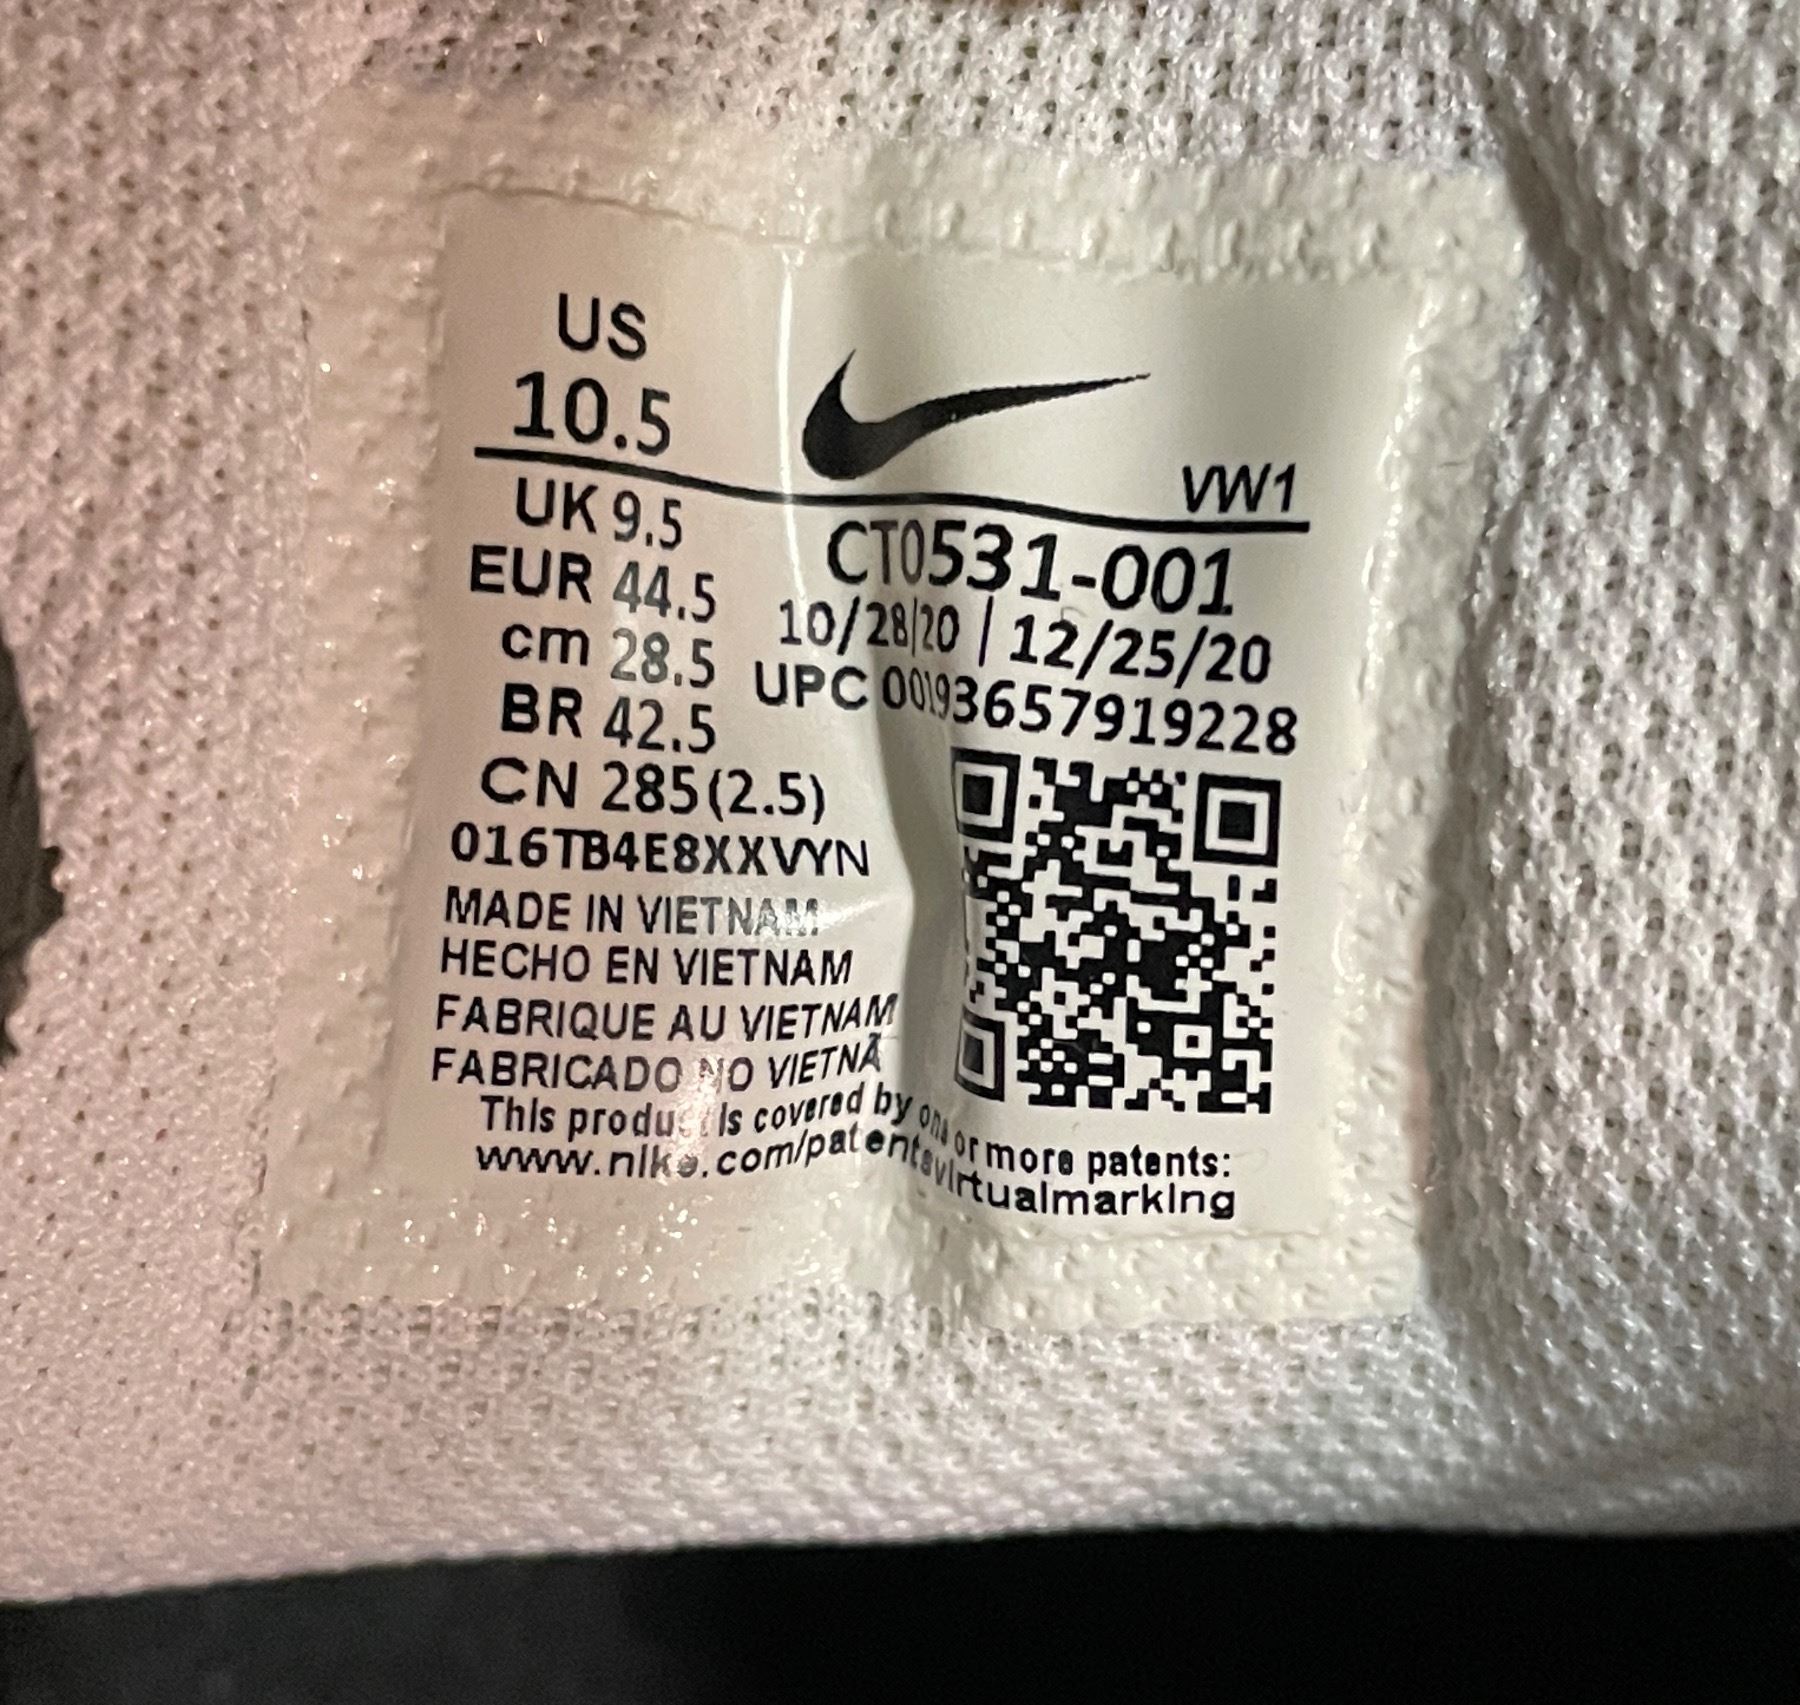 US
10.5
VW1
UK 9.5
EUR 44.5
cm 28.5
BR 42.5
CN 285(2.5)
CT0531-001
10/28/20 | 12/25/20
UPC 00193657919228
016TB4E8XXVYN
MADE IN VIETNAM
HECHO EN VIETNAM
FABRIQUE AU VIETNAM
FABRICADO NO VIETNÃ
This product is covered by one or more patents:
www.nike.com/patentsvirtualmarking